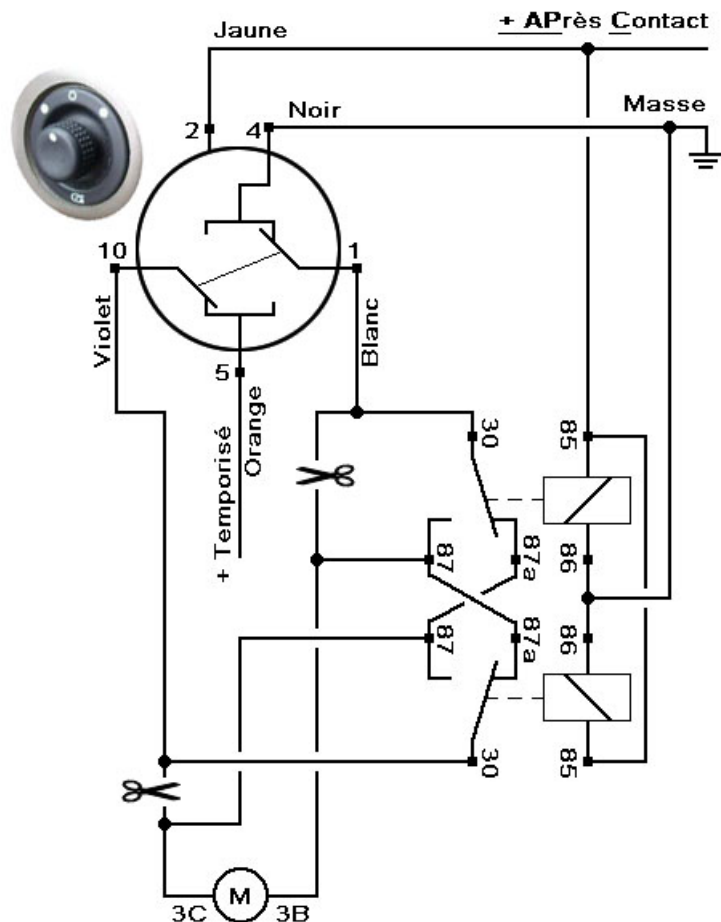 + APrès Contact
Jaune
Noir
Masse
2
4
10
1
Violet
Blanc
5
Orange
+ Temporisé
30
85
87
87a
86
87
87a
86
30
85
M
3C
3B
O